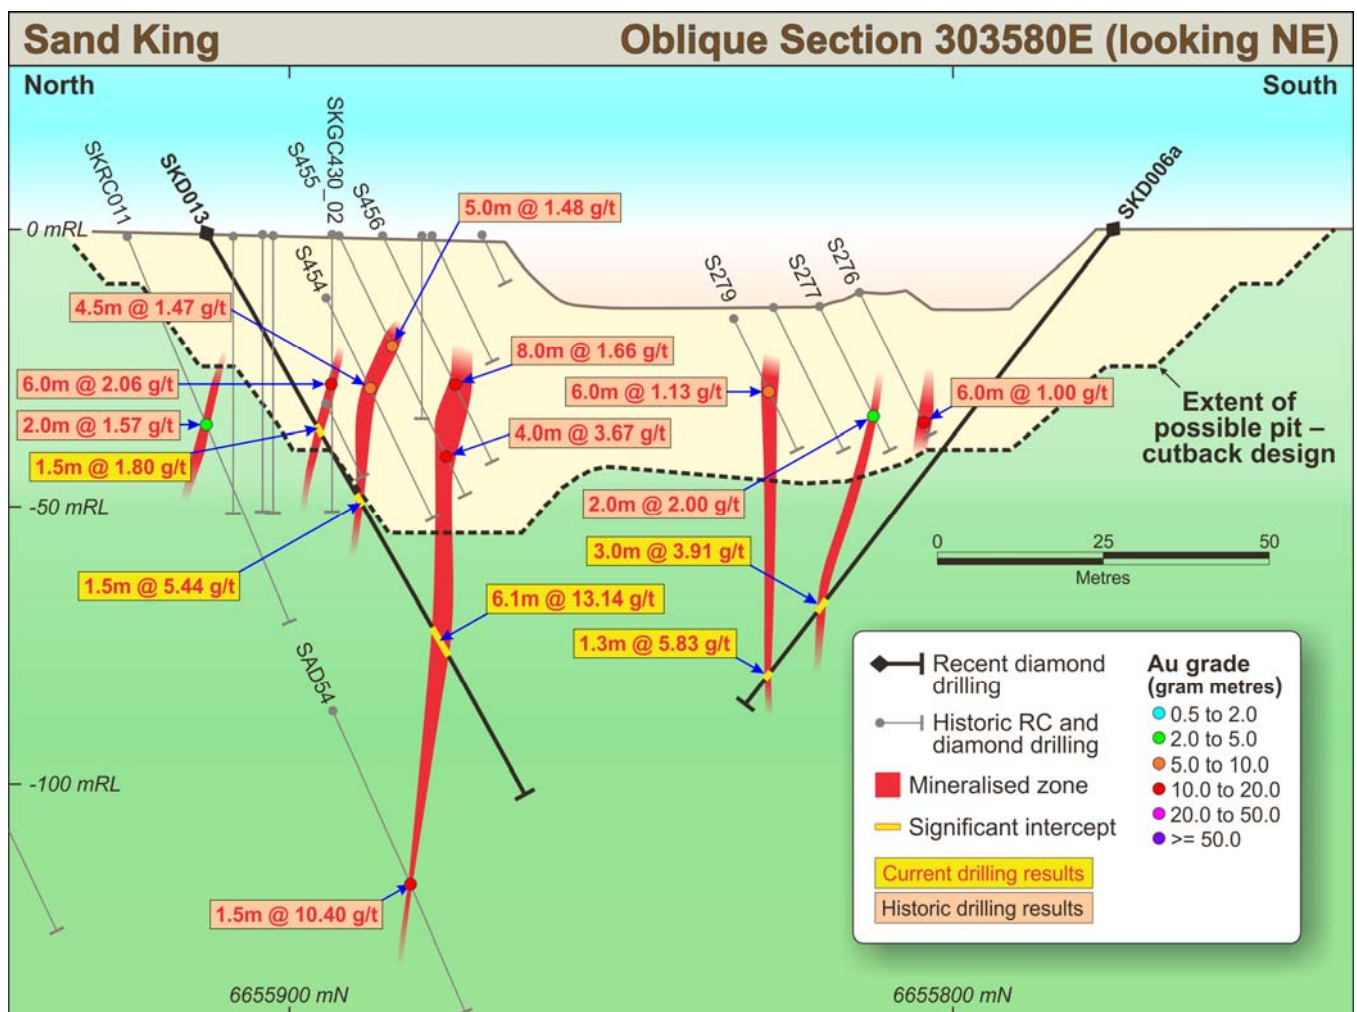 Sand King
Oblique Section 303580E (looking NE)
North
South
SKRC011
SKD013
S455
SKGC430_02
S456
S454
SKD006a
S279
S277
S276
SAD54
0 mRL
-50 mRL
-100 mRL
5.0m @ 1.48 g/t
4.5m @ 1.47 g/t
8.0m @ 1.66 g/t
6.0m @ 2.06 g/t
6.0m @ 1.13 g/t
6.0m @ 1.00 g/t
2.0m @ 1.57 g/t
4.0m @ 3.67 g/t
1.5m @ 1.80 g/t
2.0m @ 2.00 g/t
3.0m @ 3.91 g/t
1.5m @ 5.44 g/t
6.1m @ 13.14 g/t
1.3m @ 5.83 g/t
1.5m @ 10.40 g/t
Extent of
possible pit –
cutback design
0
25
50
Metres
Recent diamond
drilling
Historic RC and
diamond drilling
Mineralised zone
Significant intercept
Current drilling results
Historic drilling results
Au grade
(gram metres)
0.5 to 2.0
2.0 to 5.0
5.0 to 10.0
10.0 to 20.0
20.0 to 50.0
>= 50.0
6655900 mN
6655800 mN